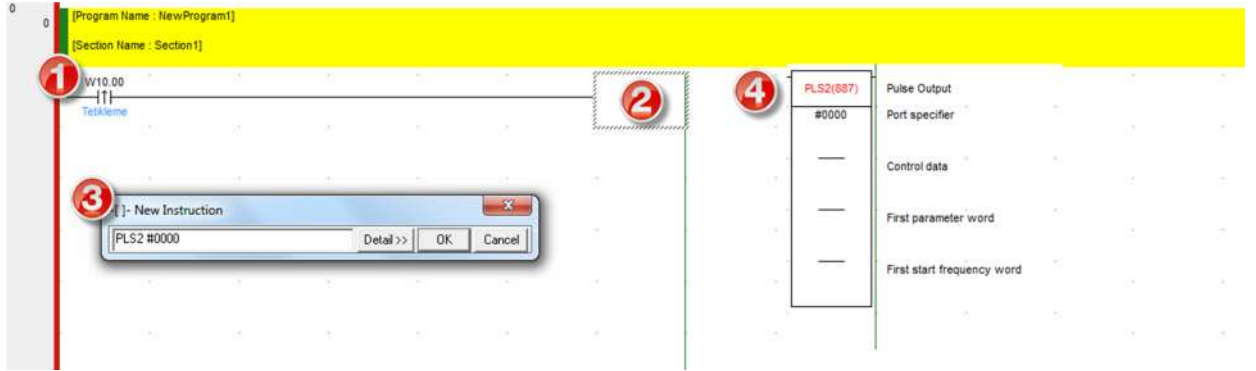 0
0
[Program Name : NewProgram1]
[Section Name : Section1]
1
W10.00
Tetikleme
2
3
-[ ]- New Instruction
PLS2 #0000
Detail >>
OK
Cancel
4
PLS2(887)
Pulse Output
#0000
Port specifier
Control data
First parameter word
First start frequency word